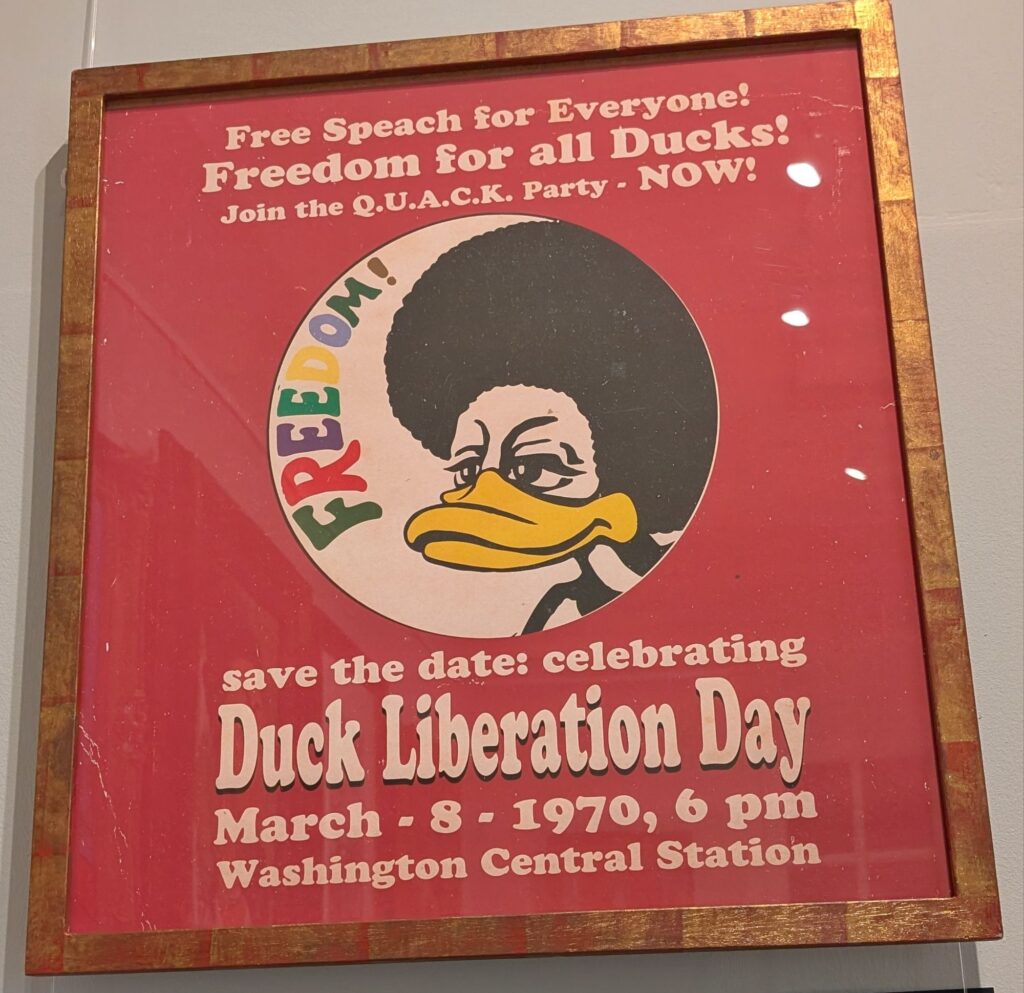 Free Speach for Everyone!
Freedom for all Ducks!
Join the Q.U.A.C.K. Party - NOW!
FREEDOM!
save the date: celebrating
Duck Liberation Day
March - 8 - 1970, 6 pm
Washington Central Station